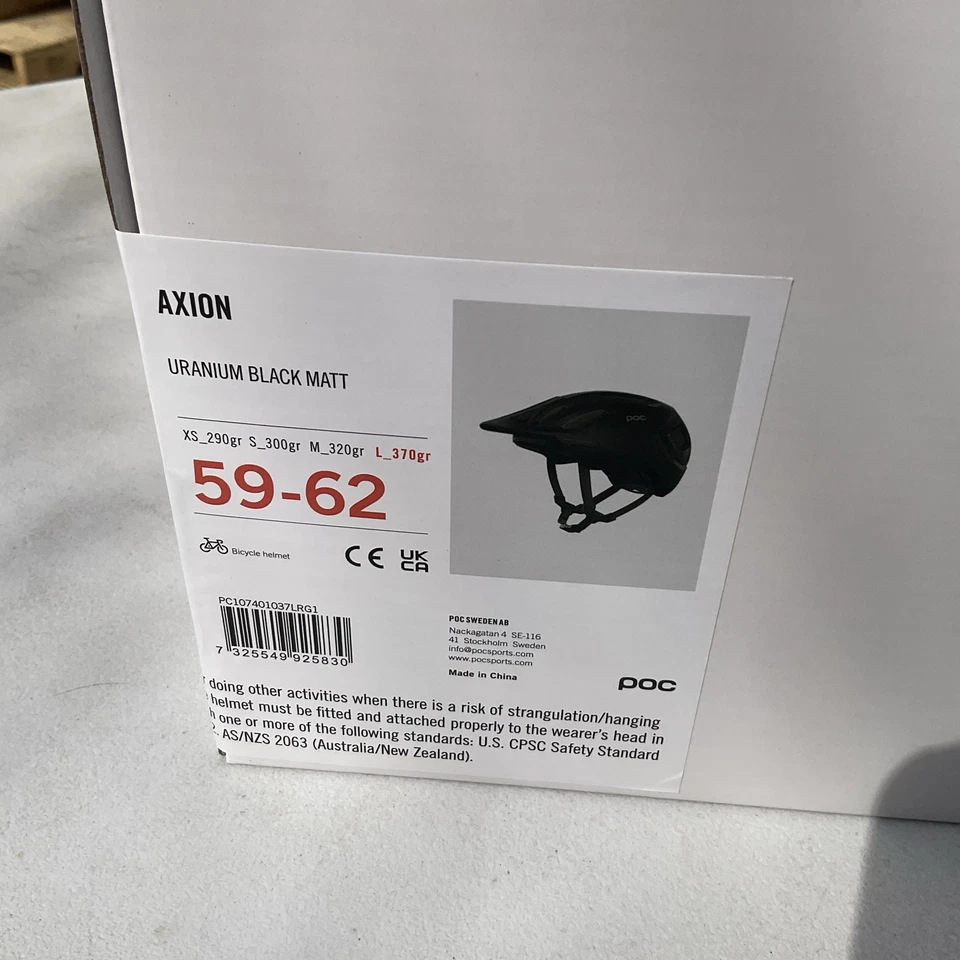 AXION
URANIUM BLACK MATT
XS_290gr S_300gr M_320gr L_370gr
59-62
Bicycle helmet
CE UK
CA
PC107401037LRG1
7 325549 925830
poc
POC SWEDEN AB
Nackagatan 4 SE-116
41 Stockholm Sweden
info@pocsports.com
www.pocsports.com
Made in China
poc
doing other activities when there is a risk of strangulation/hanging
helmet must be fitted and attached properly to the wearer's head in
one or more of the following standards: U.S. CPSC Safety Standard
AS/NZS 2063 (Australia/New Zealand).